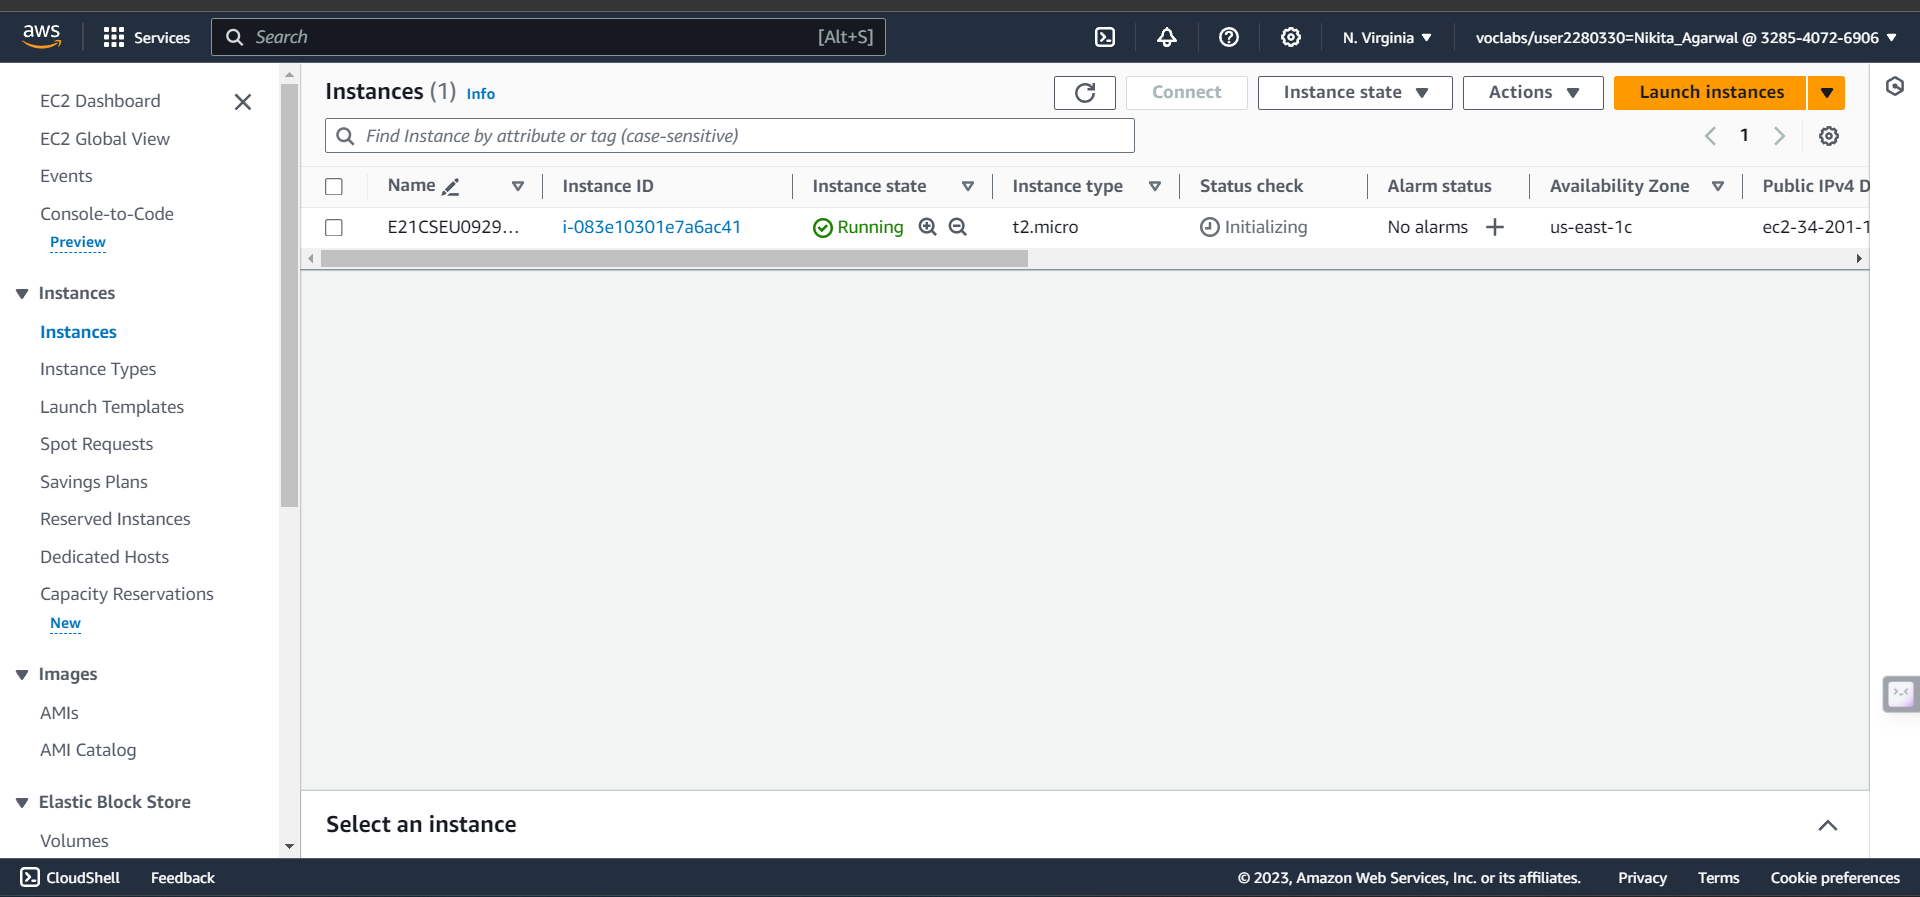 aws
Services
Search
[Alt+S]
N. Virginia
voclabs/user2280330=Nikita_Agarwal @ 3285-4072-6906
EC2 Dashboard
EC2 Global View
Events
Console-to-Code
Preview
Instances
Instances
Instance Types
Launch Templates
Spot Requests
Savings Plans
Reserved Instances
Dedicated Hosts
Capacity Reservations
New
Images
AMIs
AMI Catalog
Elastic Block Store
Volumes
Instances (1) Info
Connect
Instance state
Actions
Launch instances
Find Instance by attribute or tag (case-sensitive)
1
Name Instance ID Instance state Instance type Status check Alarm status Availability Zone Public IPv4 D
E21CSEU0929... i-083e10301e7a6ac41 Running t2.micro Initializing No alarms us-east-1c ec2-34-201-1
Select an instance
CloudShell Feedback © 2023, Amazon Web Services, Inc. or its affiliates. Privacy Terms Cookie preferences